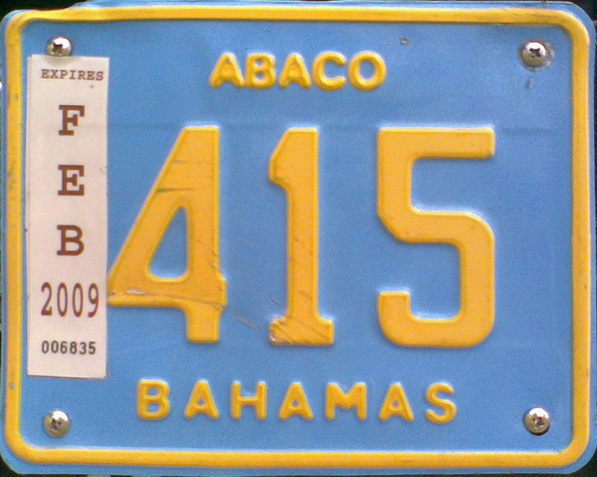 ABACO
EXPIRES
F
E
B
2009
006835
415
BAHAMAS